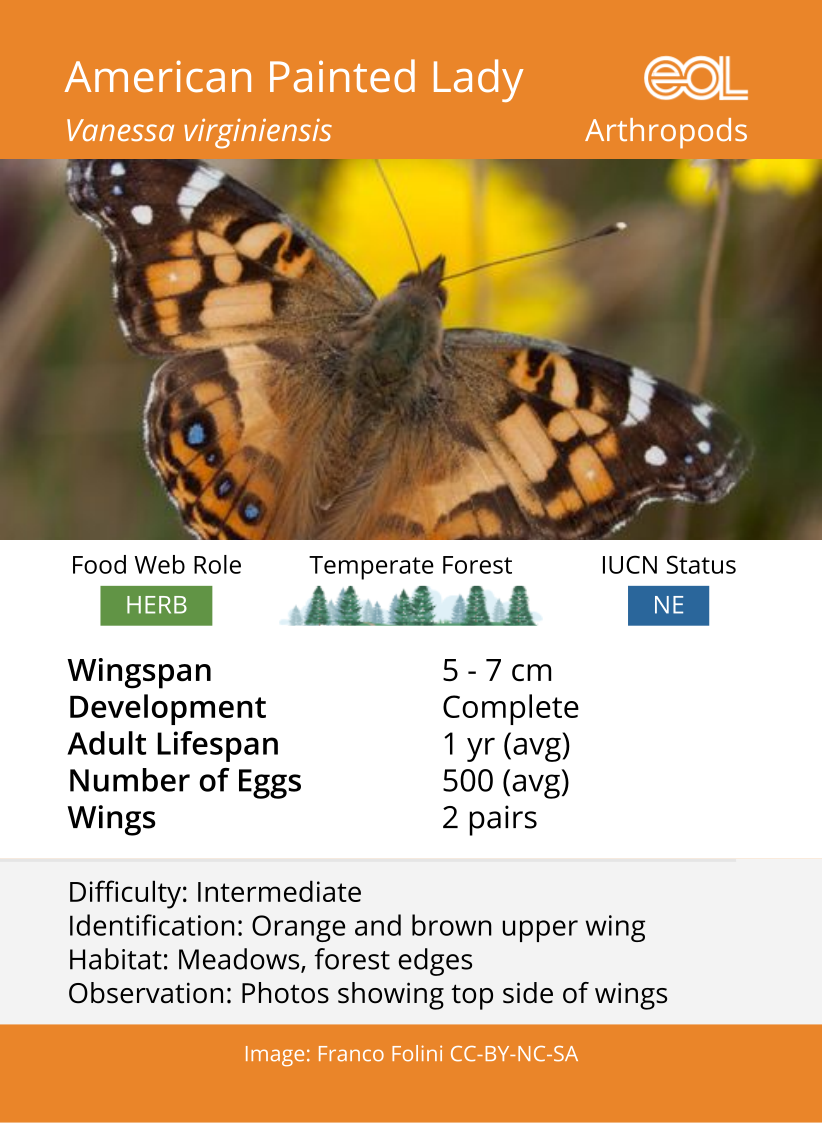 American Painted Lady
eOL
Vanessa virginiensis
Arthropods
Food Web Role
Temperate Forest
IUCN Status
HERB
NE
Wingspan 5 - 7 cm
Development Complete
Adult Lifespan 1 yr (avg)
Number of Eggs 500 (avg)
Wings 2 pairs
Difficulty: Intermediate
Identification: Orange and brown upper wing
Habitat: Meadows, forest edges
Observation: Photos showing top side of wings
Image: Franco Folini CC-BY-NC-SA